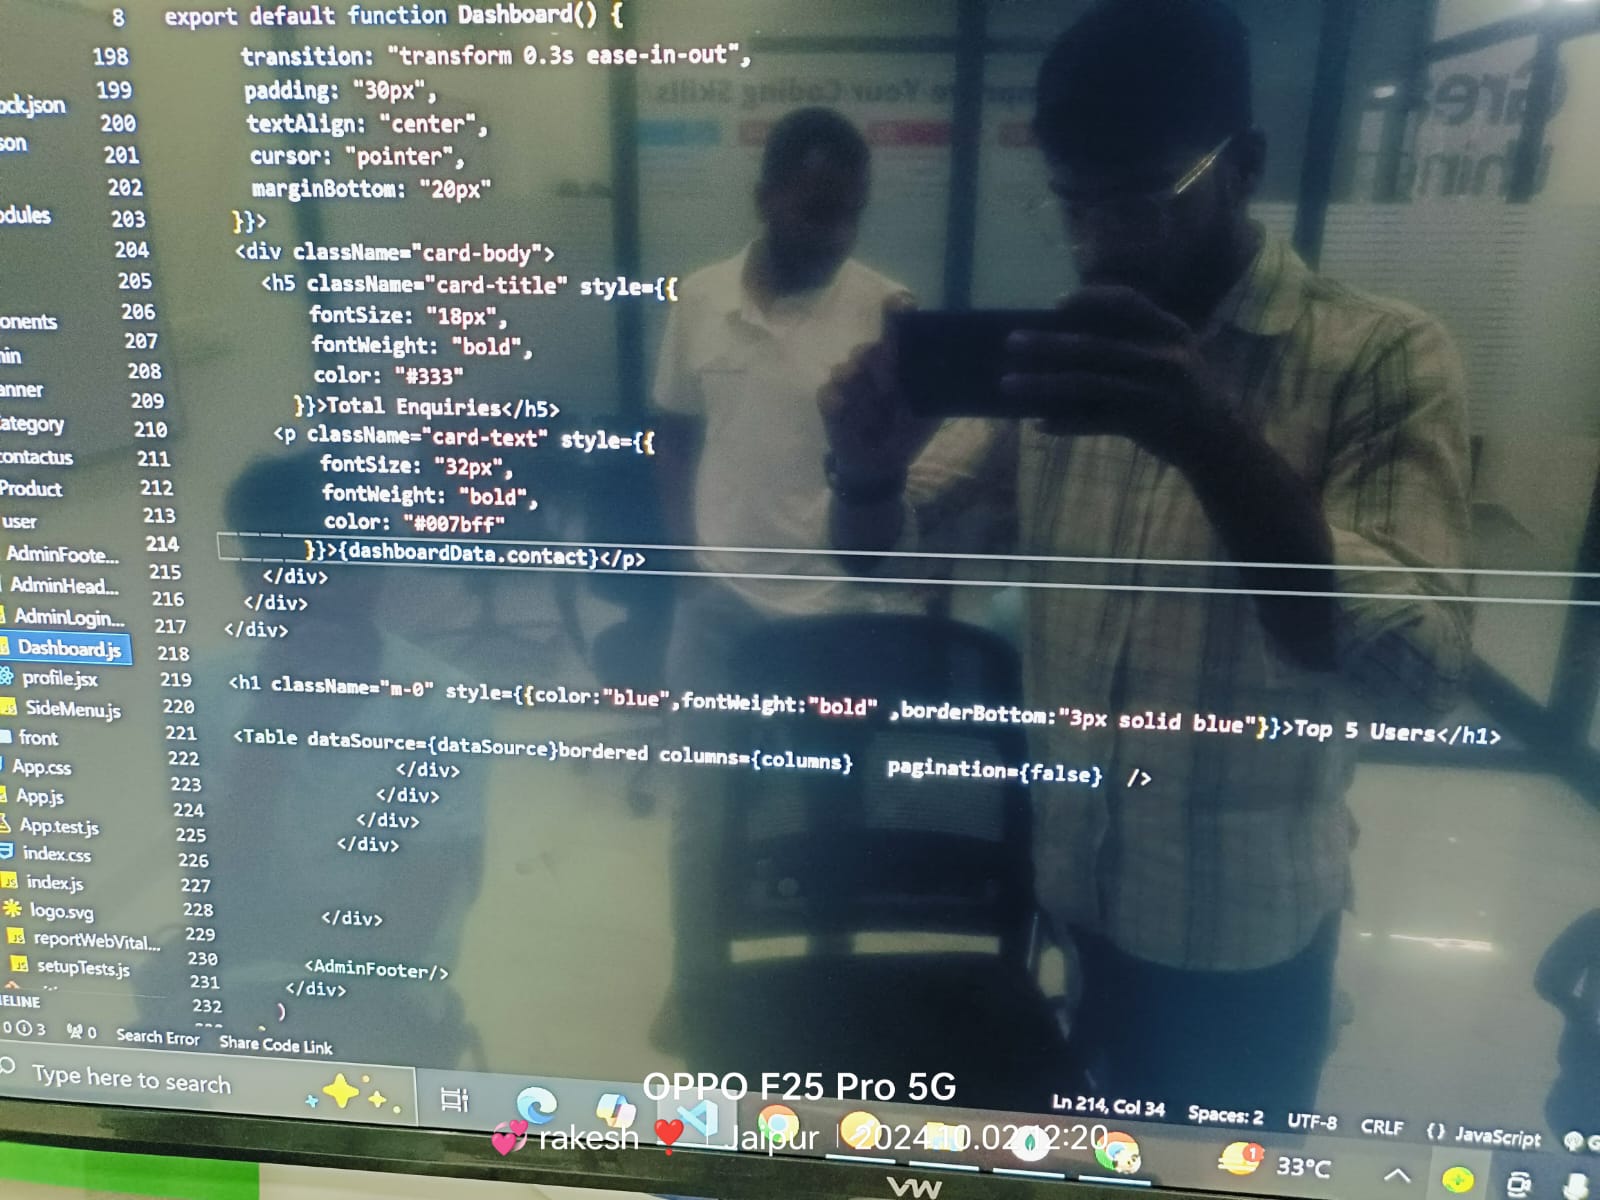 8 export default function Dashboard() {
198 transition: "transform 0.3s ease-in-out",
199 padding: "30px",
200 textAlign: "center",
201 cursor: "pointer",
202 marginBottom: "20px"
203 }}>
204 <div className="card-body">
205 <h5 className="card-title" style={{
206 fontSize: "18px",
207 fontWeight: "bold",
208 color: "#333"
209 }}>Total Enquiries</h5>
210 <p className="card-text" style={{
211 fontSize: "32px",
212 fontWeight: "bold",
213 color: "#007bff"
214 }}>{dashboardData.contact}</p>
215 </div>
216 </div>
217 </div>
218
219 <h1 className="m-0" style={{color:"blue",fontWeight:"bold" ,borderBottom:"3px solid blue"}}>Top 5 Users</h1>
220
221 <Table dataSource={dataSource}bordered columns={columns} pagination={false} />
222 </div>
223 </div>
224 </div>
225 </div>
226
227
228 </div>
229
230 <AdminFooter/>
231 </div>
232 )
ock.json
son
odules
onents
nin
anner
ategory
contactus
Product
user
AdminFoote...
AdminHead...
AdminLogin...
Dashboard.js
profile.jsx
SideMenu.js
front
App.css
App.js
App.test.js
index.css
index.js
logo.svg
reportWebVital...
setupTests.js
ELINE
0 3 0 Search Error Share Code Link
Ln 214, Col 34 Spaces: 2 UTF-8 CRLF {} JavaScript
Type here to search
1 33°C
OPPO F25 Pro 5G
💞 rakesh ❣️ | Jaipur | 2024.10.02 12:20
VW